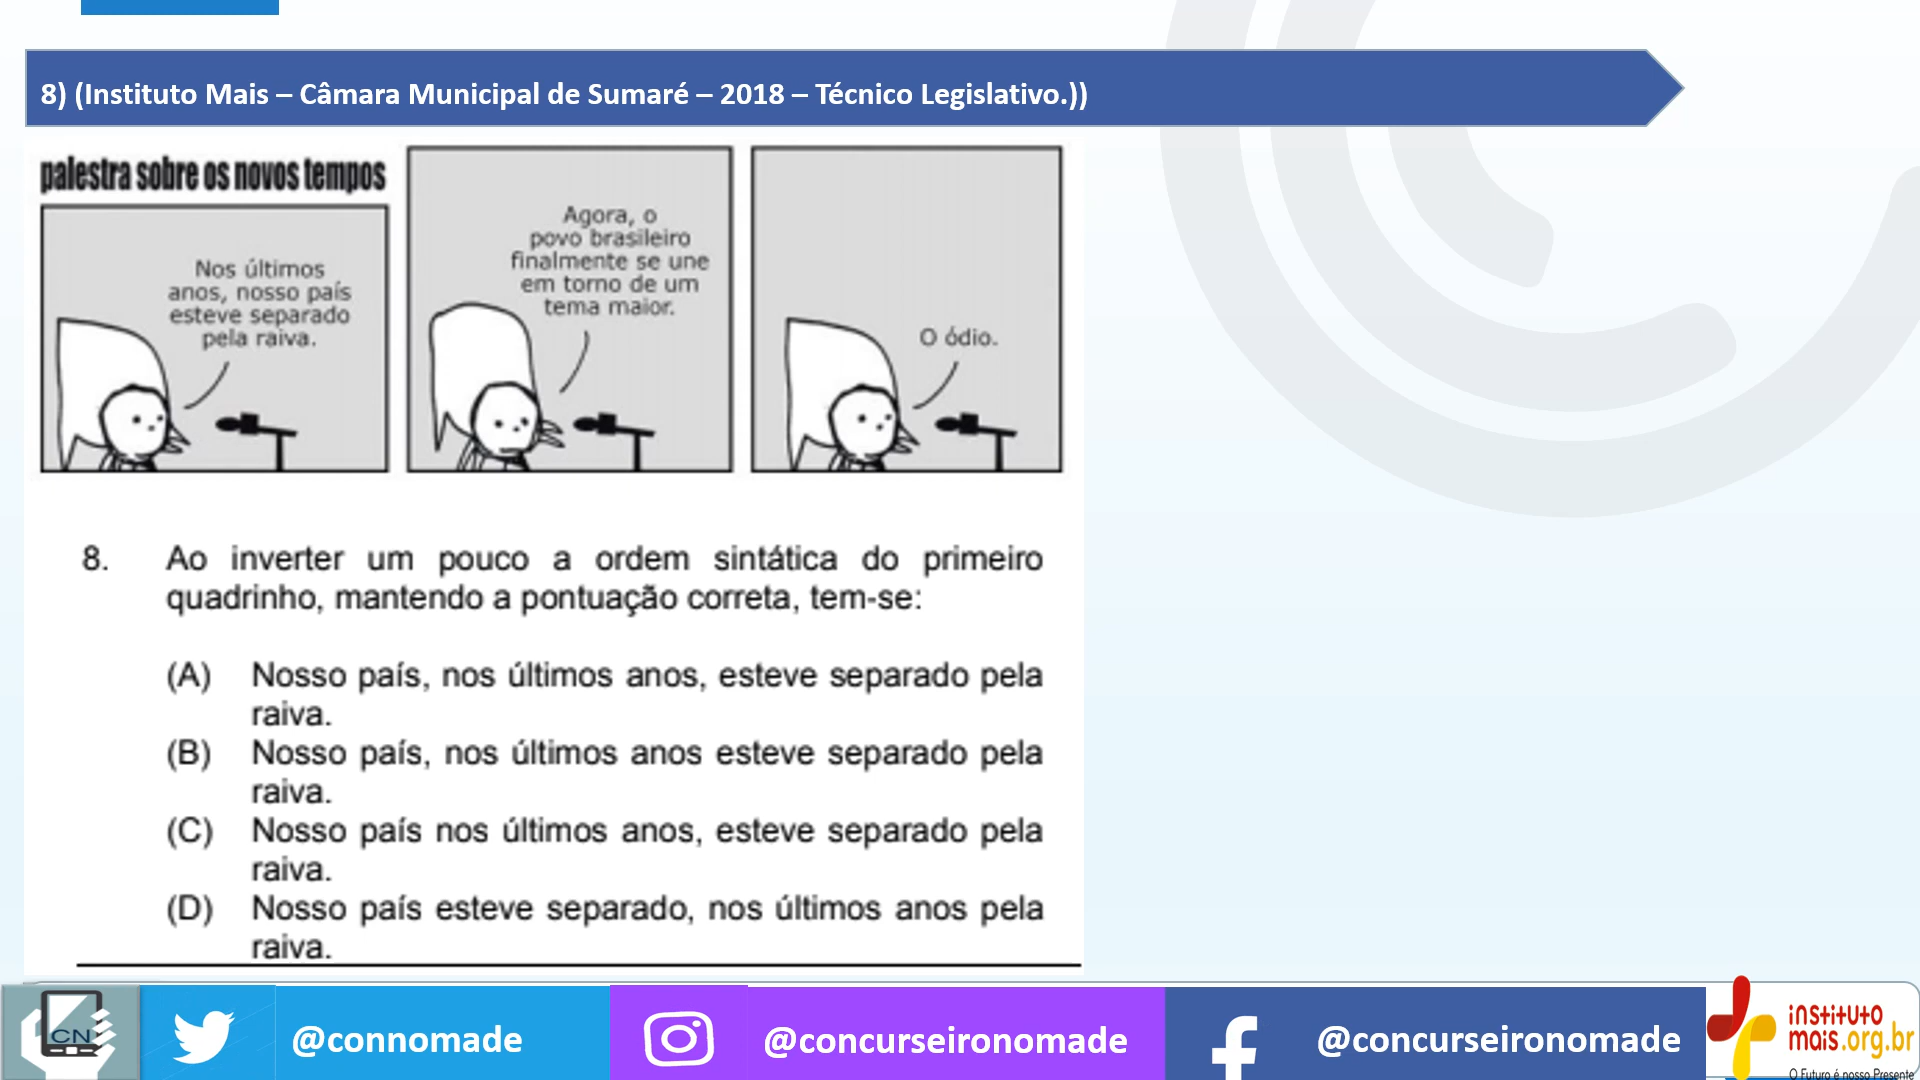 8) (Instituto Mais – Câmara Municipal de Sumaré – 2018 – Técnico Legislativo.))
palestra sobre os novos tempos
Nos últimos
anos, nosso país
esteve separado
pela raiva.
Agora, o
povo brasileiro
finalmente se une
em torno de um
tema maior.
O ódio.
8. Ao inverter um pouco a ordem sintática do primeiro
quadrinho, mantendo a pontuação correta, tem-se:
(A) Nosso país, nos últimos anos, esteve separado pela
raiva.
(B) Nosso país, nos últimos anos esteve separado pela
raiva.
(C) Nosso país nos últimos anos, esteve separado pela
raiva.
(D) Nosso país esteve separado, nos últimos anos pela
raiva.
CN
@connomade
@concurseironomade
@concurseironomade
instituto
mais.org.br
O Futuro é nosso Presente